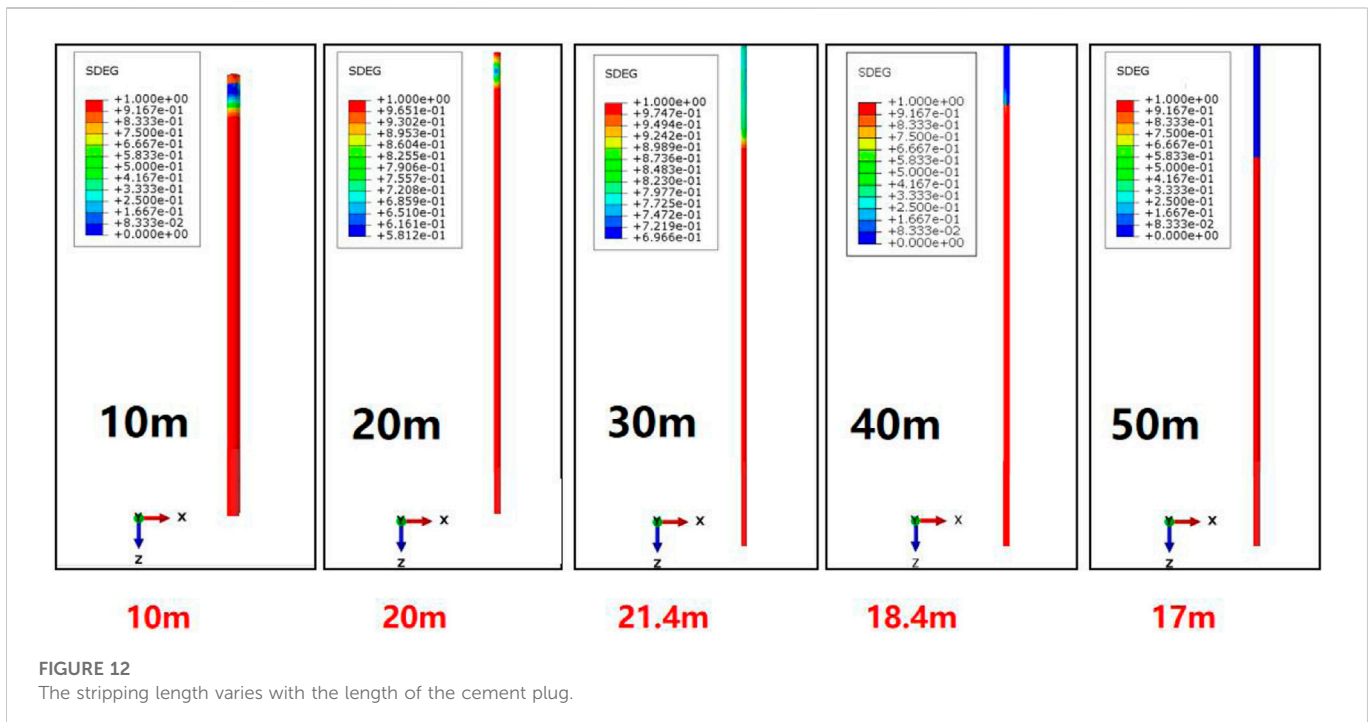 SDEG
+1.000e+00
+9.167e-01
+8.333e-01
+7.500e-01
+6.667e-01
+5.833e-01
+5.000e-01
+4.167e-01
+3.333e-01
+2.500e-01
+1.667e-01
+8.333e-02
+0.000e+00
10m
Y X
Z
10m
SDEG
+1.000e+00
+9.651e-01
+9.302e-01
+8.953e-01
+8.604e-01
+8.255e-01
+7.906e-01
+7.557e-01
+7.208e-01
+6.859e-01
+6.510e-01
+6.161e-01
+5.812e-01
20m
Y X
Z
20m
SDEG
+1.000e+00
+9.747e-01
+9.494e-01
+9.242e-01
+8.989e-01
+8.736e-01
+8.483e-01
+8.230e-01
+7.977e-01
+7.725e-01
+7.472e-01
+7.219e-01
+6.966e-01
30m
Y X
Z
21.4m
SDEG
+1.000e+00
+9.167e-01
+8.333e-01
+7.500e-01
+6.667e-01
+5.833e-01
+5.000e-01
+4.167e-01
+3.333e-01
+2.500e-01
+1.667e-01
+8.333e-02
+0.000e+00
40m
Y X
Z
18.4m
SDEG
+1.000e+00
+9.167e-01
+8.333e-01
+7.500e-01
+6.667e-01
+5.833e-01
+5.000e-01
+4.167e-01
+3.333e-01
+2.500e-01
+1.667e-01
+8.333e-02
+0.000e+00
50m
Y X
Z
17m
FIGURE 12
The stripping length varies with the length of the cement plug.